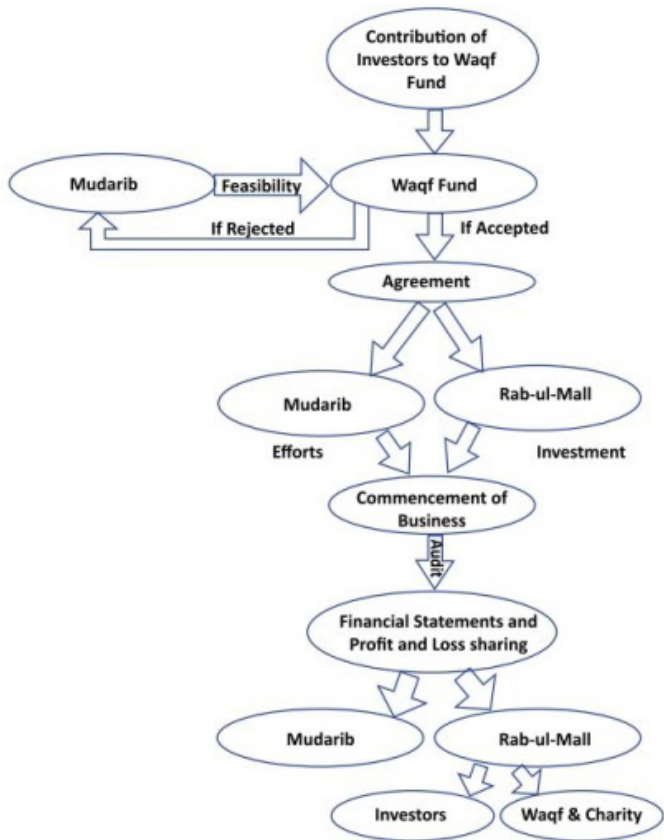 Contribution of
Investors to Waqf
Fund
Mudarib
Feasibility
Waqf Fund
If Rejected
If Accepted
Agreement
Mudarib
Rab-ul-Mall
Efforts
Investment
Commencement of
Business
Audit
Financial Statements and
Profit and Loss sharing
Mudarib
Rab-ul-Mall
Investors
Waqf & Charity